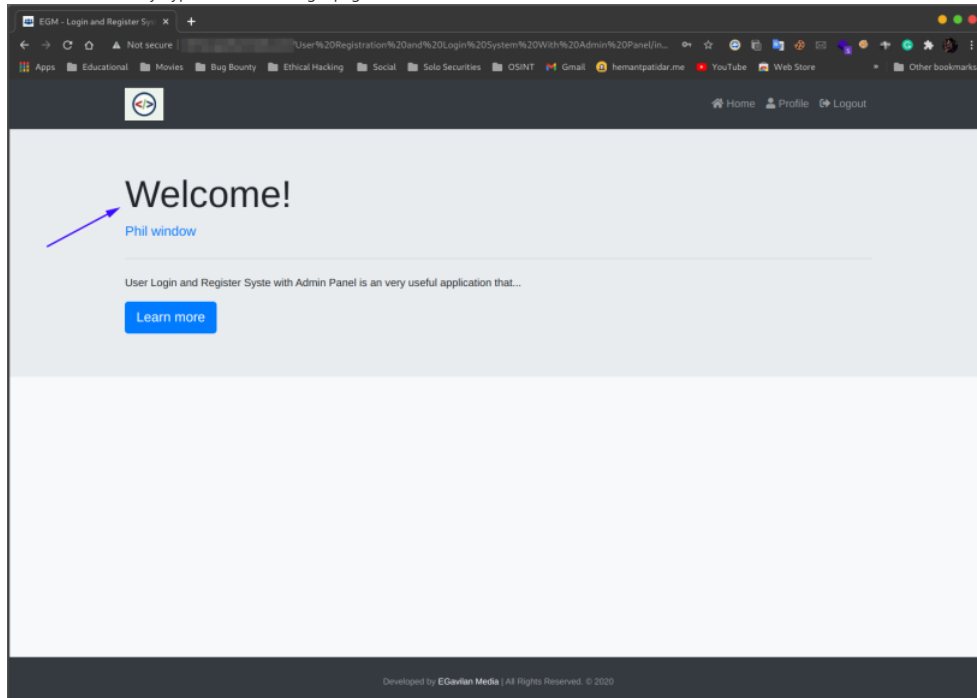 EGM - Login and Register Sys
Not secure
User%20Registration%20and%20Login%20System%20With%20Admin%20Panel/in...
Apps Educational Movies Bug Bounty Ethical Hacking Social Solo Securities OSINT Gmail hemantpatidar.me YouTube Web Store » Other bookmarks
Home Profile Logout
Welcome!
Phil window
User Login and Register Syste with Admin Panel is an very useful application that...
Learn more
Developed by EGavilan Media | All Rights Reserved. © 2020